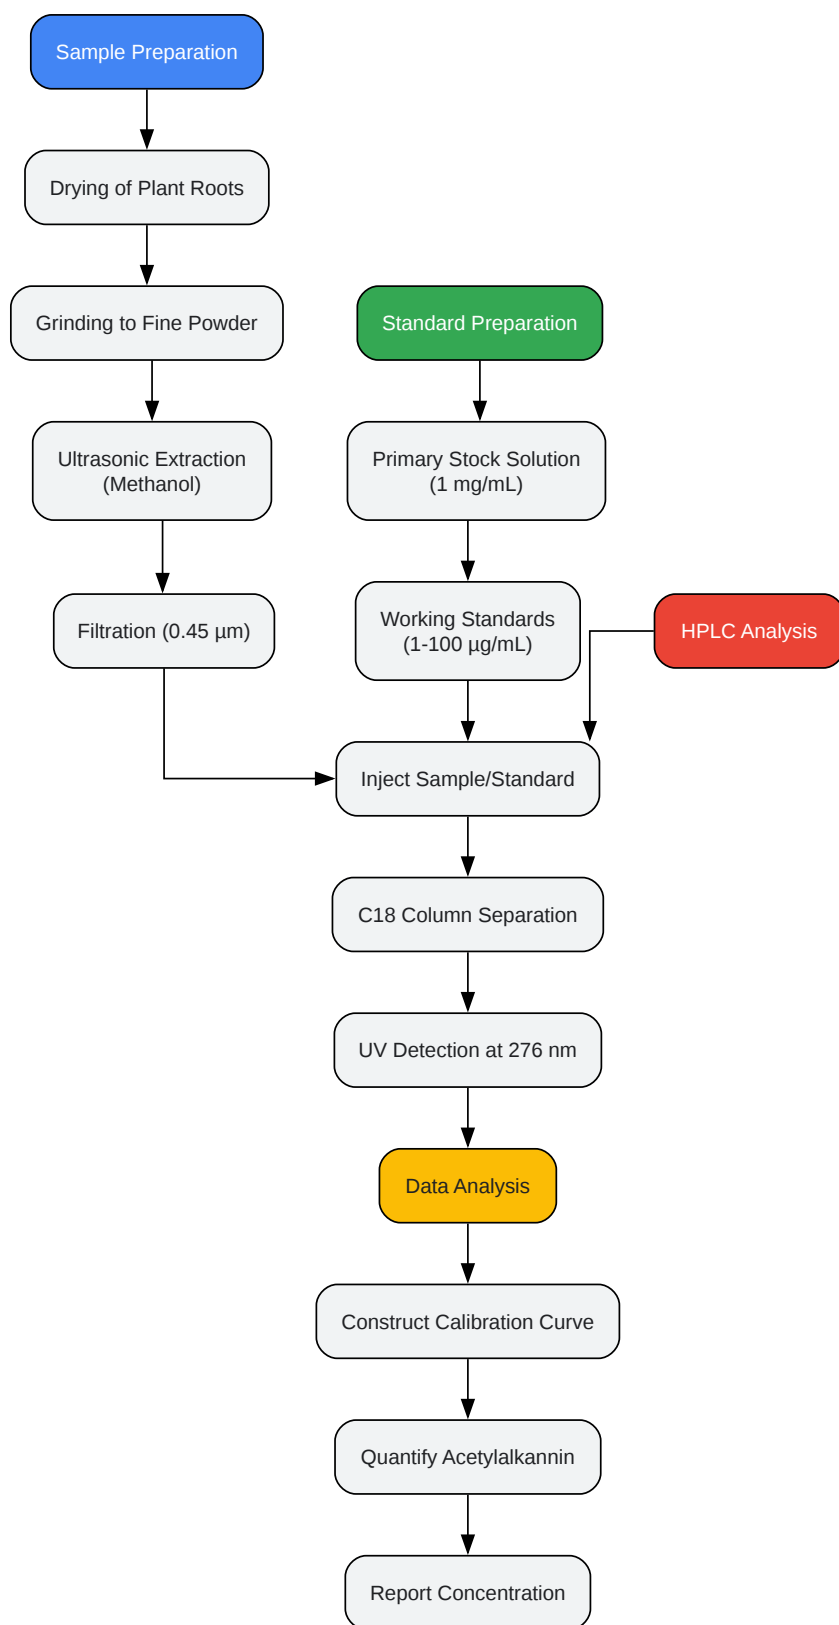 Sample Preparation
Drying of Plant Roots
Grinding to Fine Powder
Standard Preparation
Ultrasonic Extraction
(Methanol)
Primary Stock Solution
(1 mg/mL)
Filtration (0.45 µm)
Working Standards
(1-100 µg/mL)
HPLC Analysis
Inject Sample/Standard
C18 Column Separation
UV Detection at 276 nm
Data Analysis
Construct Calibration Curve
Quantify Acetylalkannin
Report Concentration